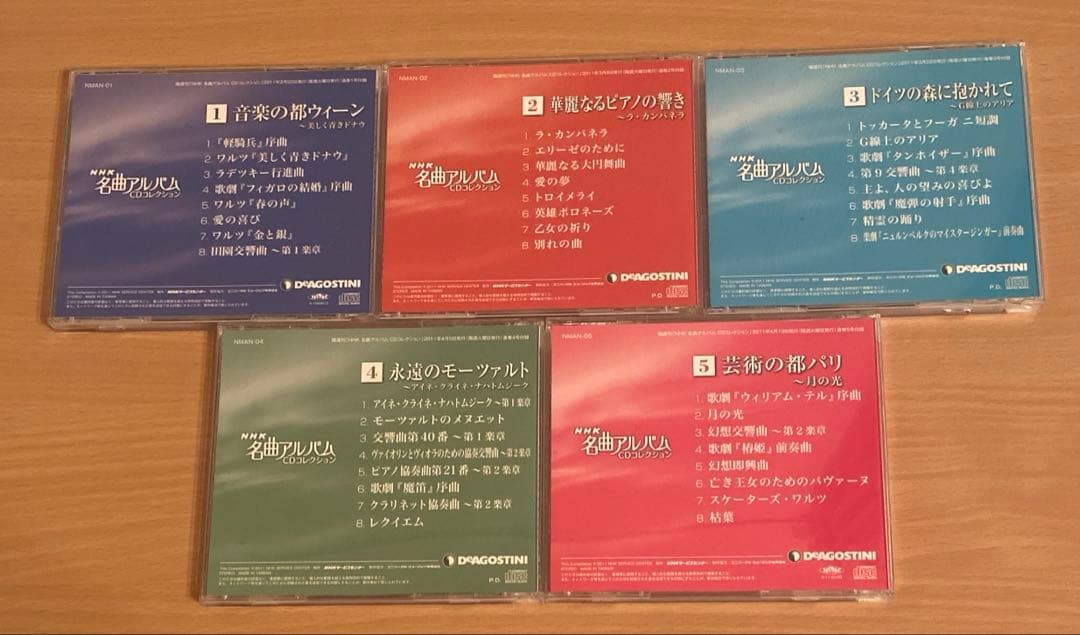 NMAN-01
1 音楽の都ウィーン
～美しく青きドナウ
NHK
名曲アルバム
CDコレクション
1. 『軽騎兵』序曲
2. ワルツ『美しく青きドナウ』
3. ラデツキー行進曲
4. 歌劇『フィガロの結婚』序曲
5. ワルツ『春の声』
6. 愛の喜び
7. ワルツ『金と銀』
8. 田園交響曲～第1楽章
DeAGOSTINI
NMAN-02
2 華麗なるピアノの響き
～ラ・カンパネラ
NHK
名曲アルバム
CDコレクション
1. ラ・カンパネラ
2. エリーゼのために
3. 華麗なる大円舞曲
4. 愛の夢
5. トロイメライ
6. 英雄ポロネーズ
7. 乙女の祈り
8. 別れの曲
DeAGOSTINI
P.D.
NMAN-03
3 ドイツの森に抱かれて
～G線上のアリア
NHK
名曲アルバム
CDコレクション
1. トッカータとフーガ ニ短調
2. G線上のアリア
3. 歌劇『タンホイザー』序曲
4. 第9交響曲～第4楽章
5. 主よ、人の望みの喜びよ
6. 歌劇『魔弾の射手』序曲
7. 精霊の踊り
8. 楽劇『ニュルンベルクのマイスタージンガー』前奏曲
DeAGOSTINI
P.D.
NMAN-04
4 永遠のモーツァルト
～アイネ・クライネ・ナハトムジーク
NHK
名曲アルバム
CDコレクション
1. アイネ・クライネ・ナハトムジーク～第1楽章
2. モーツァルトのメヌエット
3. 交響曲第40番～第1楽章
4. ヴァイオリンとヴィオラのための協奏交響曲～第2楽章
5. ピアノ協奏曲第21番～第2楽章
6. 歌劇『魔笛』序曲
7. クラリネット協奏曲～第2楽章
8. レクイエム
DeAGOSTINI
P.D.
NMAN-05
5 芸術の都パリ
～月の光
NHK
名曲アルバム
CDコレクション
1. 歌劇『ウィリアム・テル』序曲
2. 月の光
3. 幻想交響曲～第2楽章
4. 歌劇『椿姫』前奏曲
5. 幻想即興曲
6. 亡き王女のためのパヴァーヌ
7. スケーターズ・ワルツ
8. 枯葉
DeAGOSTINI